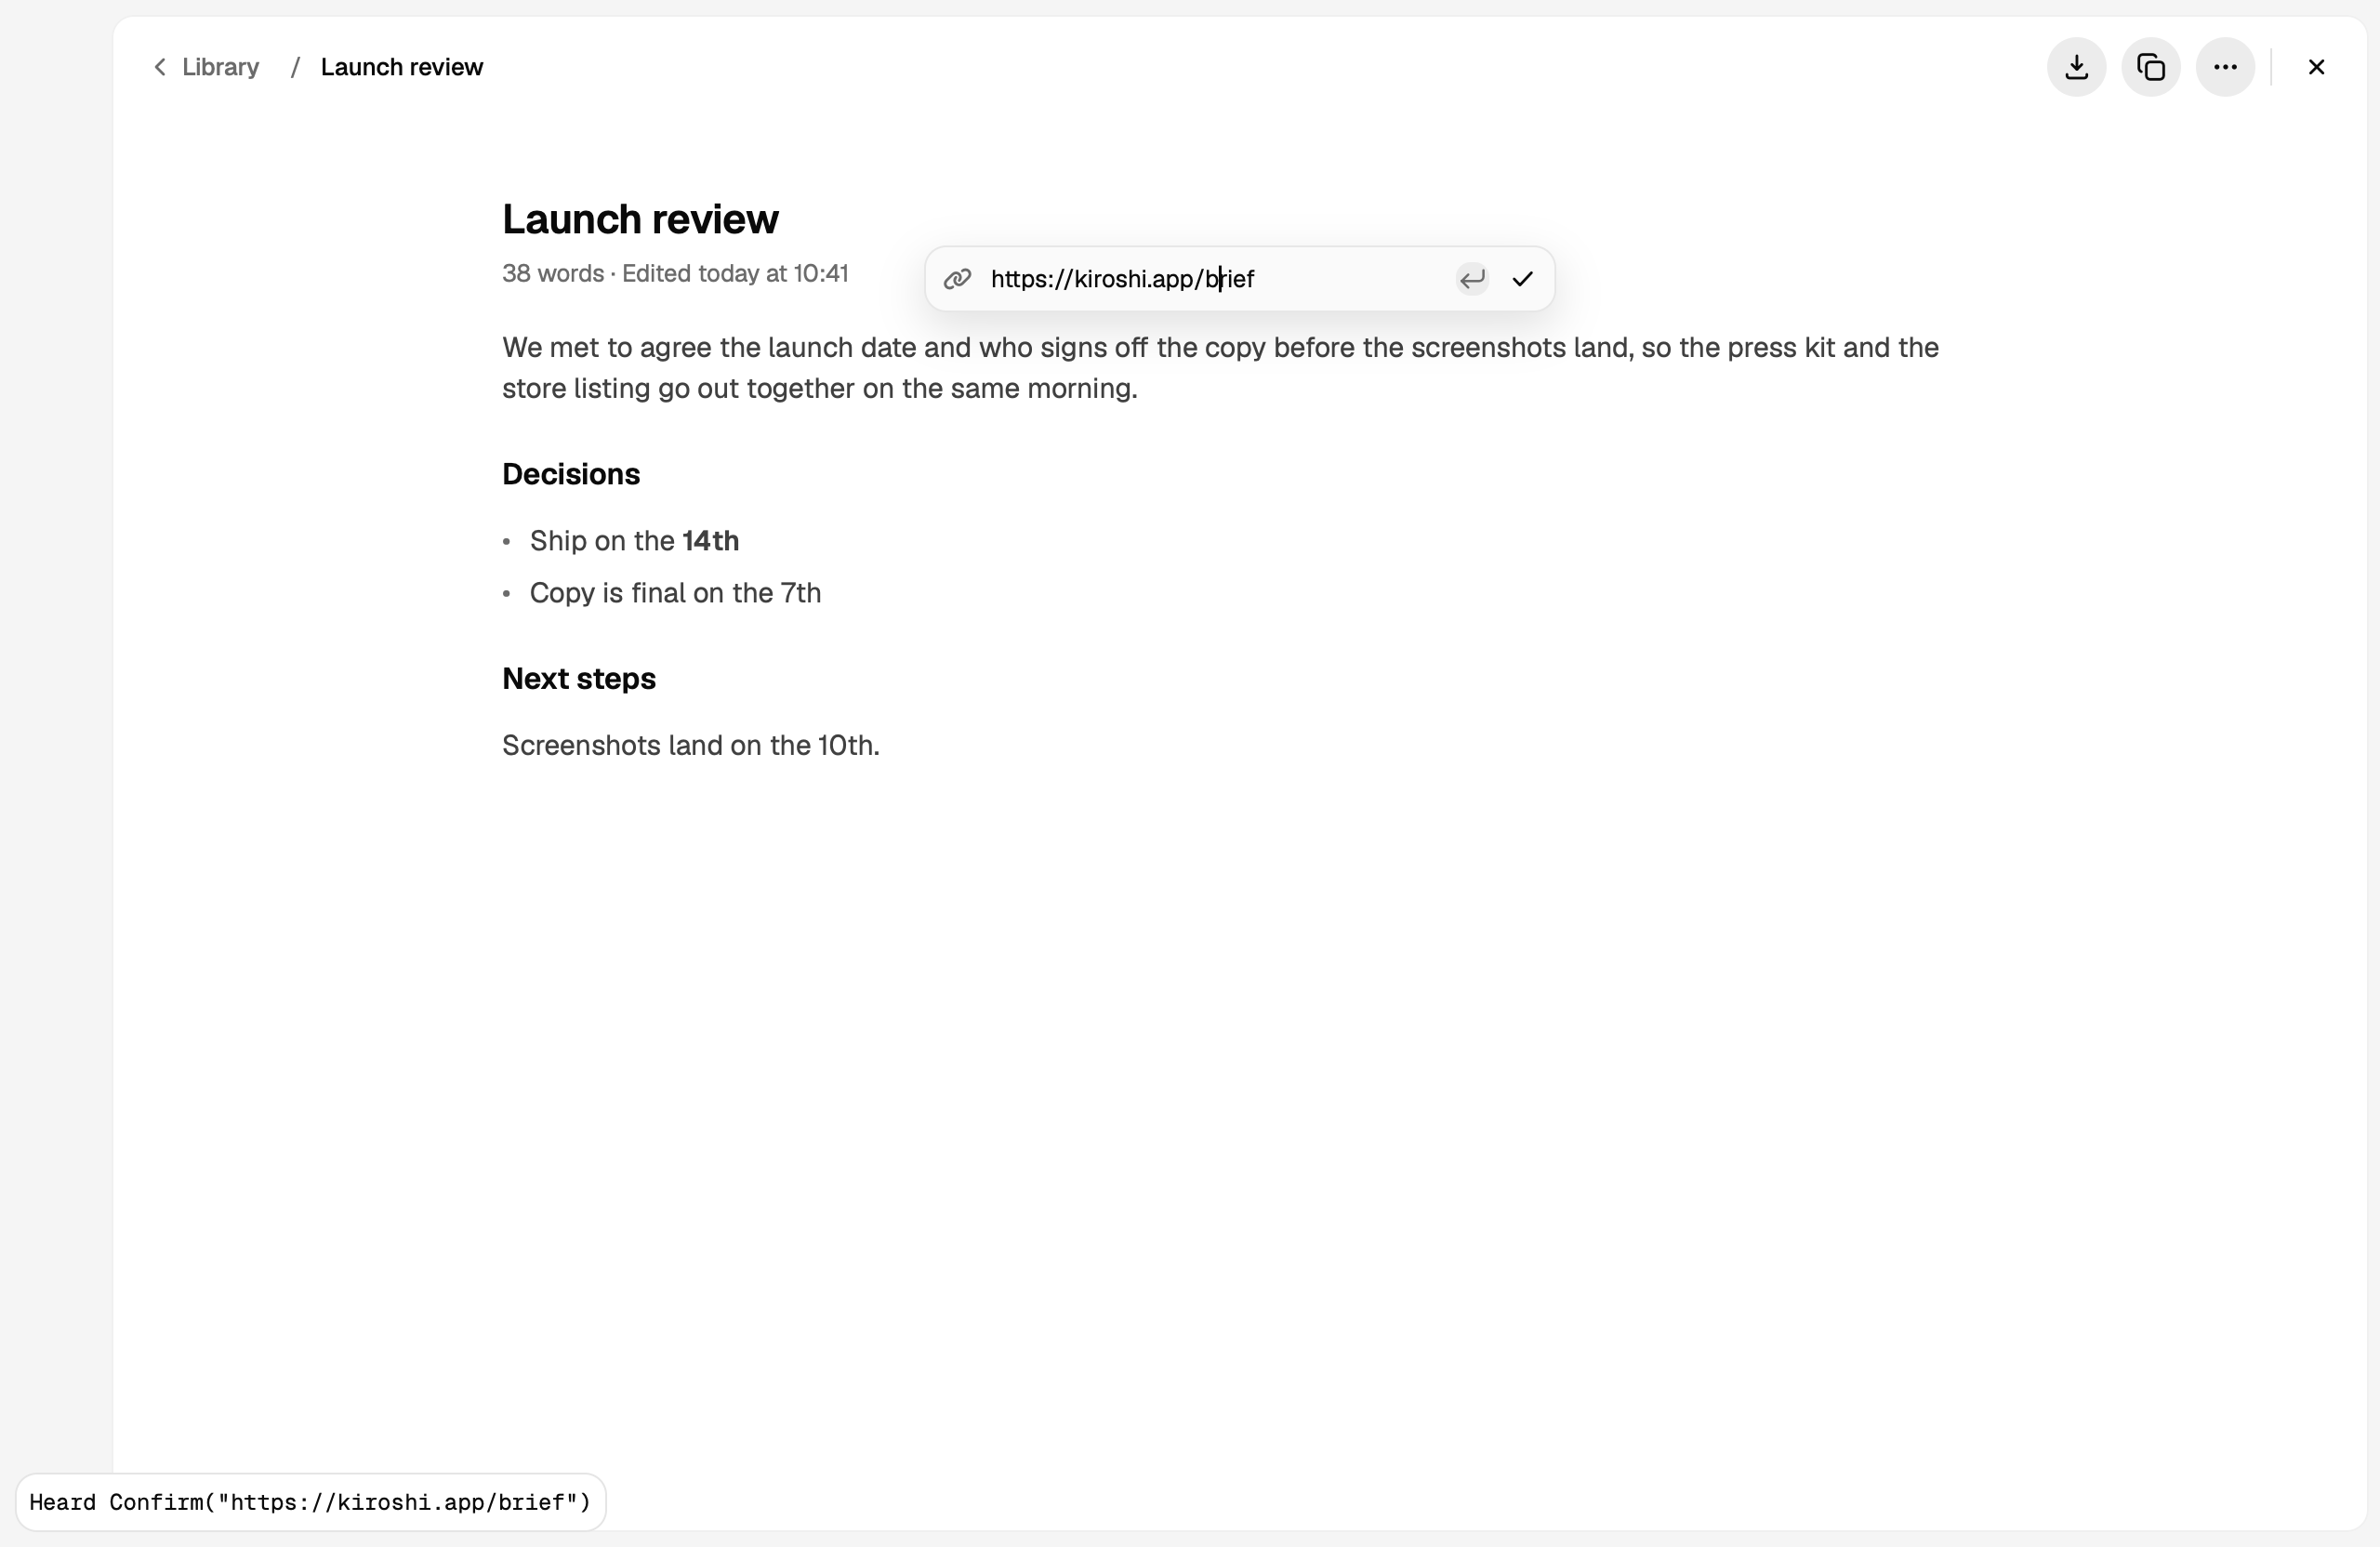 Library / Launch review
Launch review
38 words · Edited today at 10:41
https://kiroshi.app/brief
We met to agree the launch date and who signs off the copy before the screenshots land, so the press kit and the
store listing go out together on the same morning.
Decisions
• Ship on the 14th
• Copy is final on the 7th
Next steps
Screenshots land on the 10th.
Heard Confirm("https://kiroshi.app/brief")